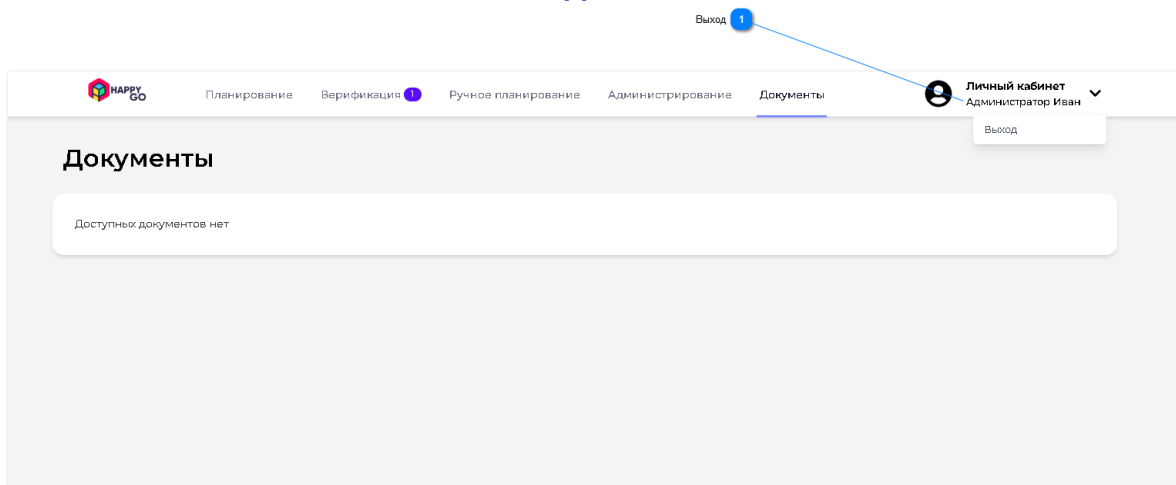 Выход 1
HAPPY
GO
Планирование Верификация 1 Ручное планирование Администрирование Документы
Личный кабинет
Администратор Иван
Выход
Документы
Доступных документов нет